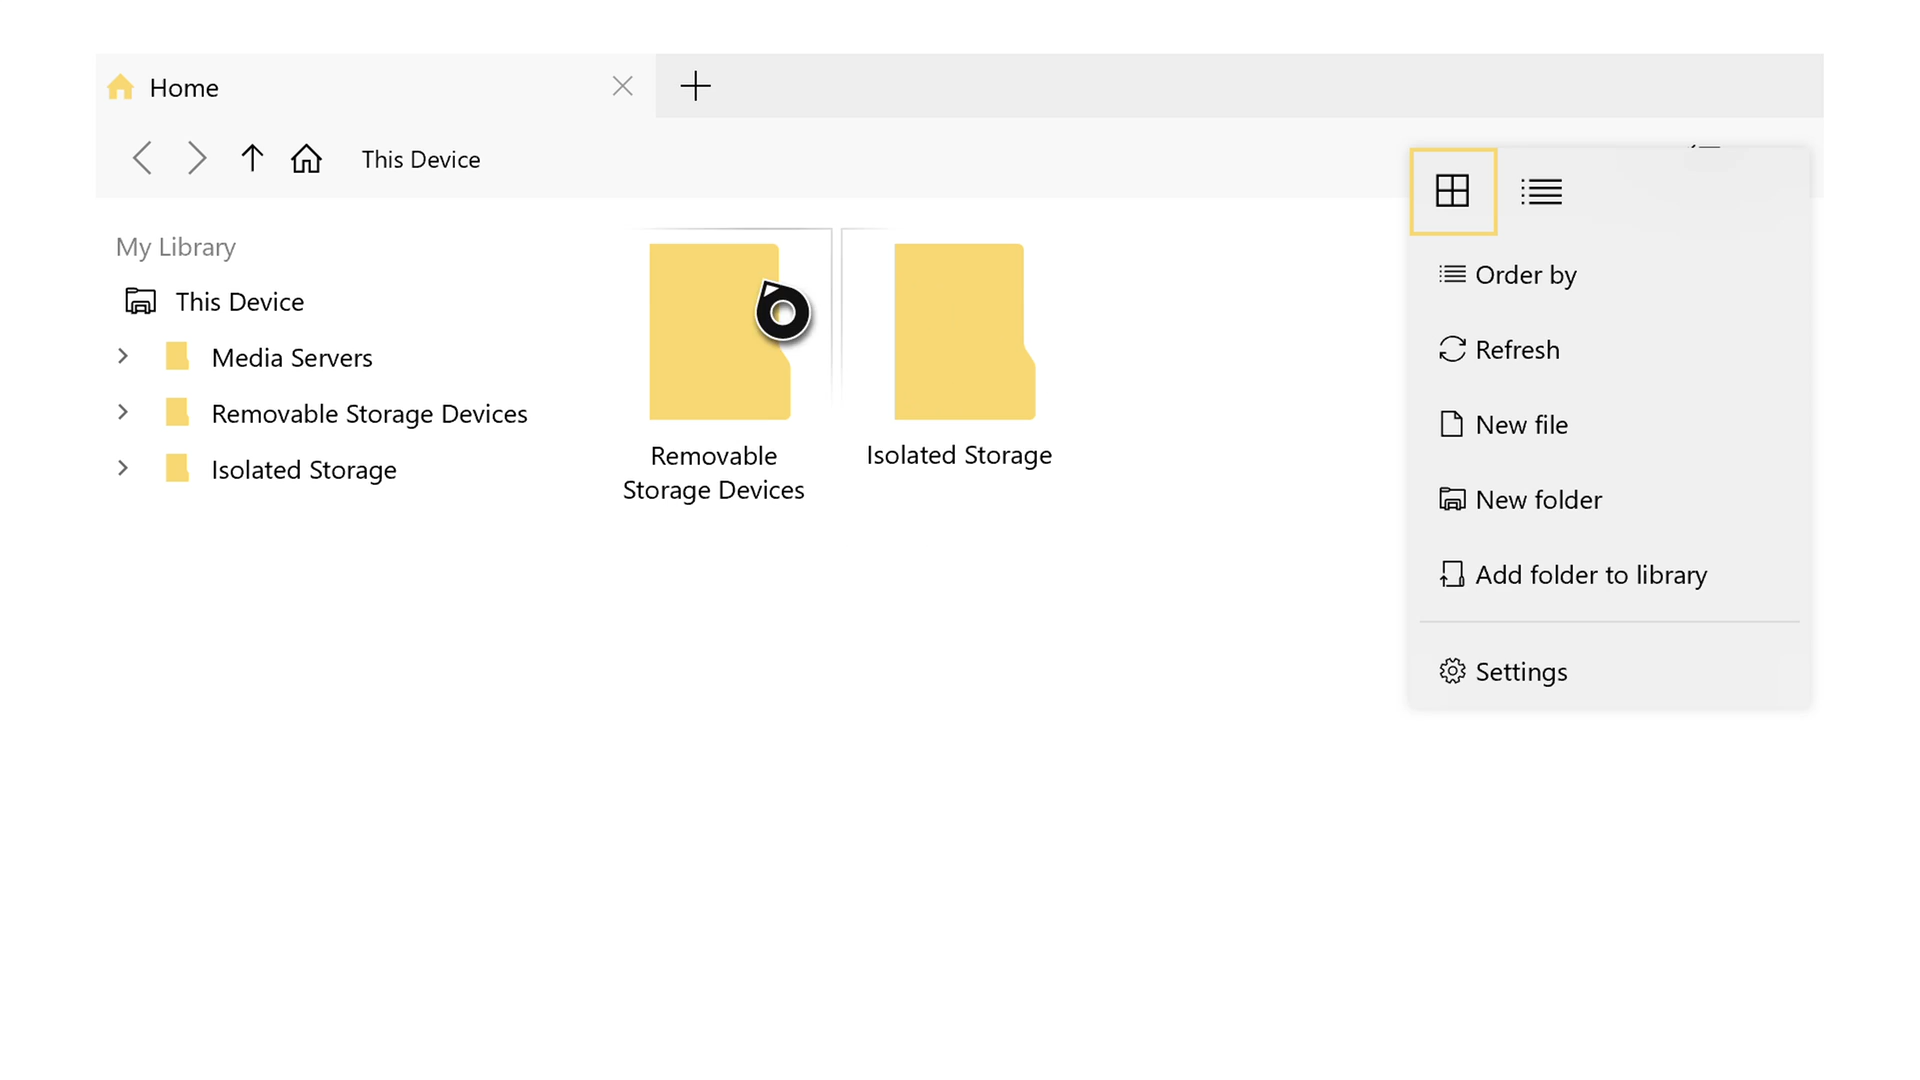 Home
This Device
My Library
This Device
Media Servers
Removable Storage Devices
Isolated Storage
Removable
Storage Devices
Isolated Storage
Order by
Refresh
New file
New folder
Add folder to library
Settings